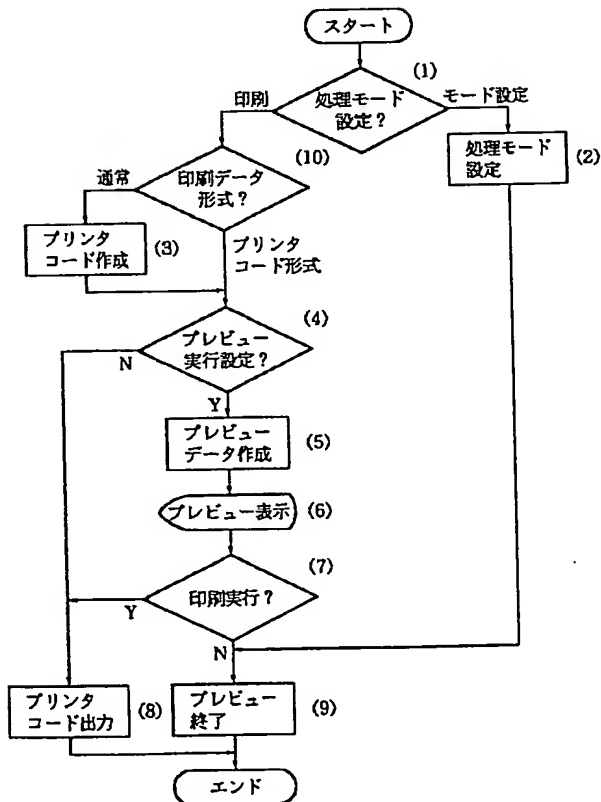 スタート
(1)
処理モード
設定?
印刷
モード設定
処理モード
設定
(2)
(10)
印刷データ
形式?
通常
プリンタ
コード作成
(3)
プリンタ
コード形式
(4)
プレビュー
実行設定?
N
Y
プレビュー
データ作成
(5)
プレビュー表示
(6)
(7)
印刷実行?
Y
N
プリンタ
コード出力
(8)
プレビュー
終了
(9)
エンド